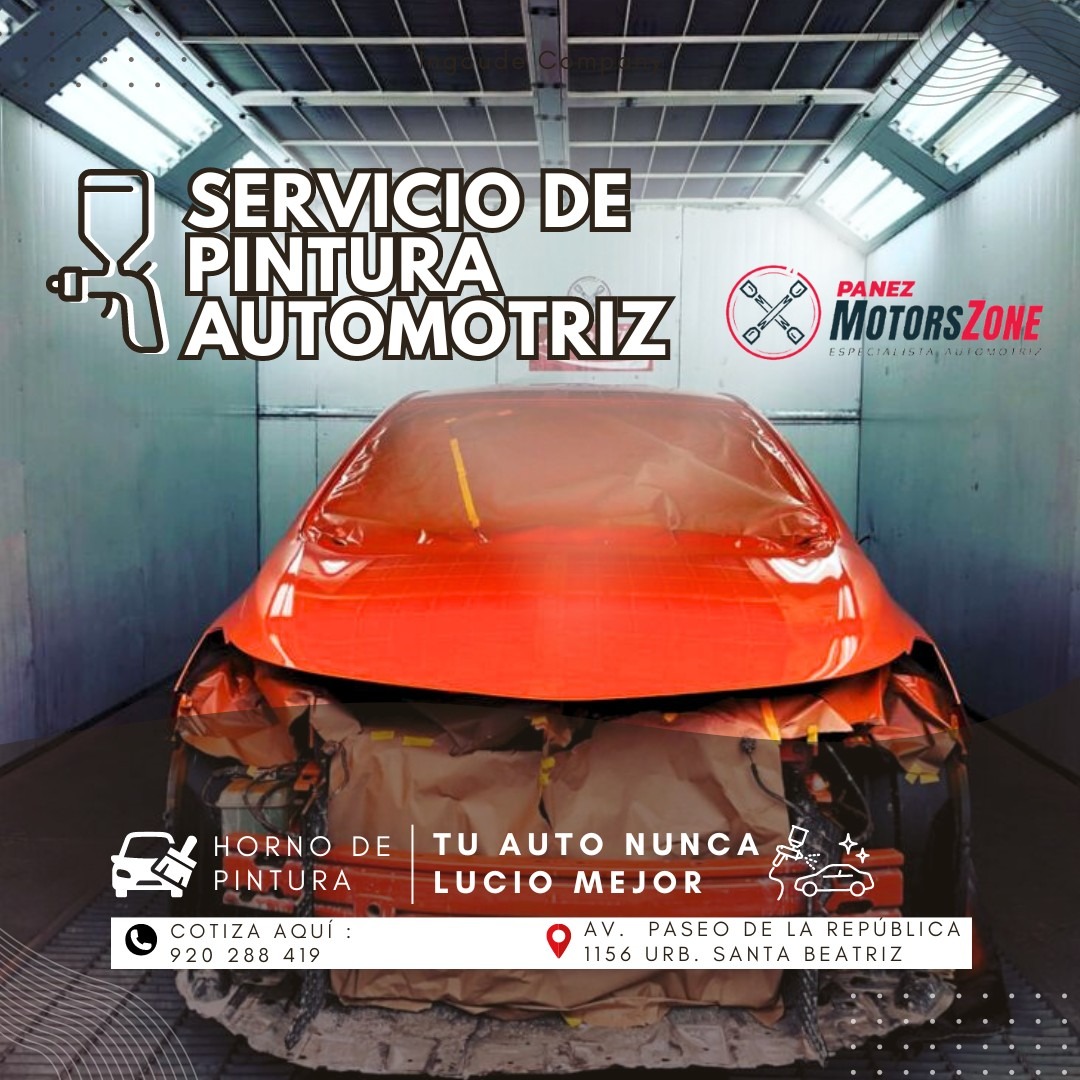 SERVICIO DE
PINTURA
AUTOMOTRIZ
PANEZ
MOTORSZONE
ESPECIALISTA AUTOMOTRIZ
HORNO DE
PINTURA
TU AUTO NUNCA
LUCIO MEJOR
COTIZA AQUÍ :
920 288 419
AV. PASEO DE LA REPÚBLICA
1156 URB. SANTA BEATRIZ